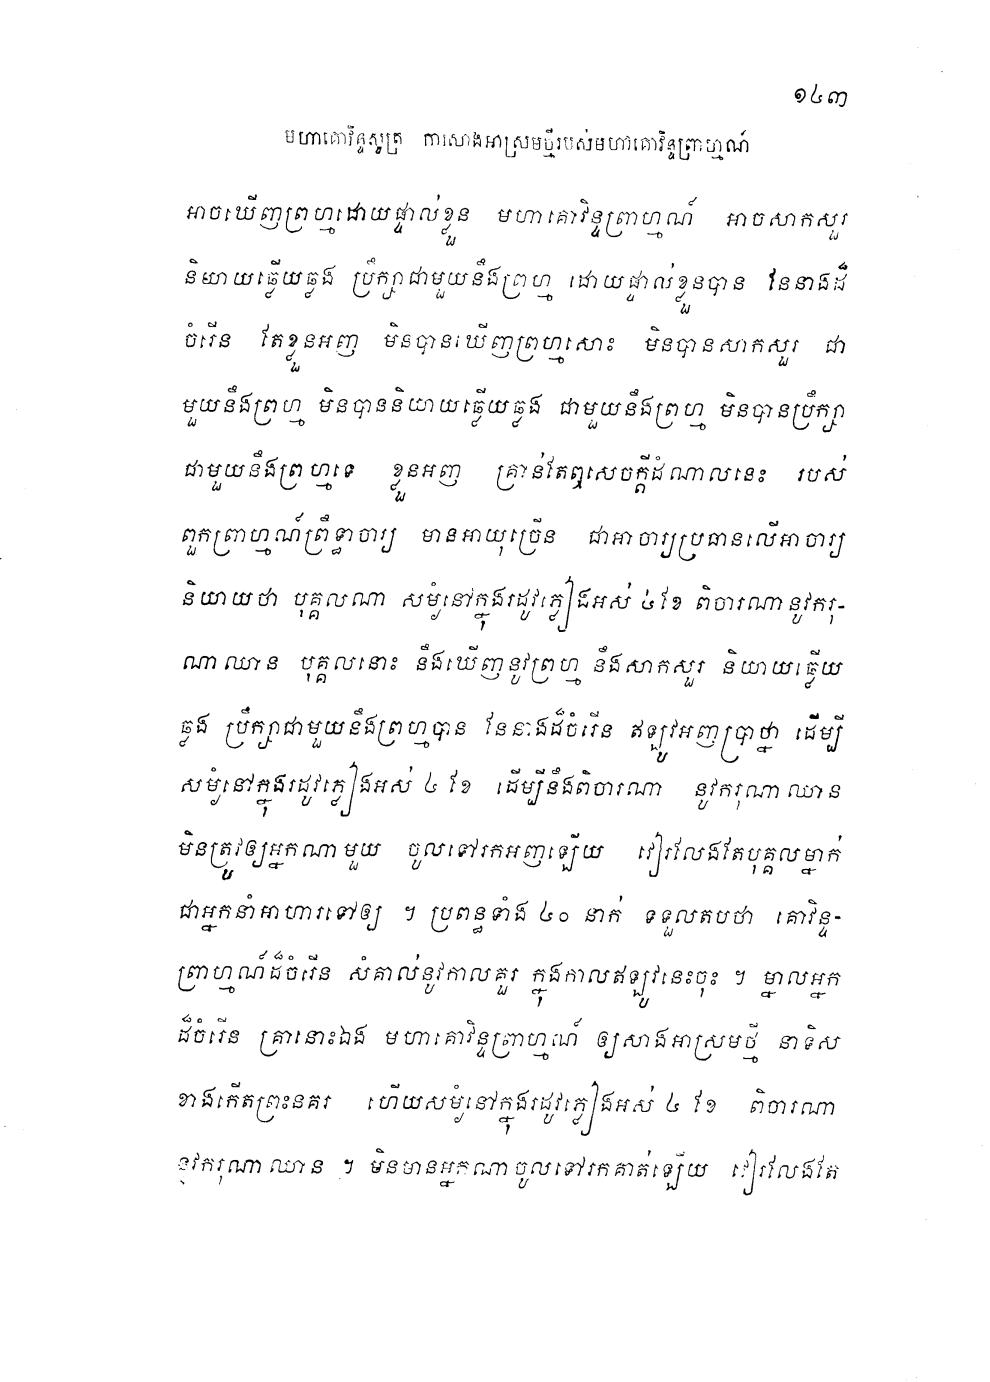 ១៤៣
មហាគោវិន្ទសូត្រ ការសាងអាស្រមថ្មីរបស់មហាគោវិន្ទព្រាហ្មណ៍
អាចឃើញព្រហ្មដោយផ្ទាល់ខ្លួន មហាគោវិន្ទព្រាហ្មណ៍ អាចសាកសួរ
និយាយឆ្លើយឆ្លង ប្រឹក្សាជាមួយនឹងព្រហ្ម ដោយផ្ទាល់ខ្លួនបាន នែនាងដ៏
ចំរើន តែខ្លួនអញ មិនបានឃើញព្រហ្មសោះ មិនបានសាកសួរ ជា
មួយនឹងព្រហ្ម មិនបាននិយាយឆ្លើយឆ្លង ជាមួយនឹងព្រហ្ម មិនបានប្រឹក្សា
ជាមួយនឹងព្រហ្មទេ ខ្លួនអញ គ្រាន់តែឮសេចក្តីដំណាលនេះ របស់
ពួកព្រាហ្មណ៍ព្រឹទ្ធាចារ្យ មានអាយុច្រើន ជាអាចារ្យប្រធានលើអាចារ្យ
និយាយថា បុគ្គលណា សម្ងំនៅក្នុងរដូវភ្លៀងអស់ ៤ ខែ ពិចារណានូវករុ-
ណាឈាន បុគ្គលនោះ នឹងឃើញនូវព្រហ្ម នឹងសាកសួរ និយាយឆ្លើយ
ឆ្លង ប្រឹក្សាជាមួយនឹងព្រហ្មបាន នែនាងដ៏ចំរើន ឥឡូវអញប្រាថ្នា ដើម្បី
សម្ងំនៅក្នុងរដូវភ្លៀងអស់ ៤ ខែ ដើម្បីនឹងពិចារណា នូវករុណាឈាន
មិនត្រូវឲ្យអ្នកណាមួយ ចូលទៅរកអញឡើយ វៀរលែងតែបុគ្គលម្នាក់
ជាអ្នកនាំអាហារទៅឲ្យ ។ ប្រពន្ធទាំង ៤០ នាក់ ទទួលតបថា គោវិន្ទ-
ព្រាហ្មណ៍ដ៏ចំរើន សំគាល់នូវកាលគួរ ក្នុងកាលឥឡូវនេះចុះ ។ ម្នាលអ្នក
ដ៏ចំរើន គ្រានោះឯង មហាគោវិន្ទព្រាហ្មណ៍ ឲ្យសាងអាស្រមថ្មី នាទិស
ខាងកើតព្រះនគរ ហើយសម្ងំនៅក្នុងរដូវភ្លៀងអស់ ៤ ខែ ពិចារណា
នូវករុណាឈាន ។ មិនមានអ្នកណាចូលទៅរកគាត់ឡើយ វៀរលែងតែ